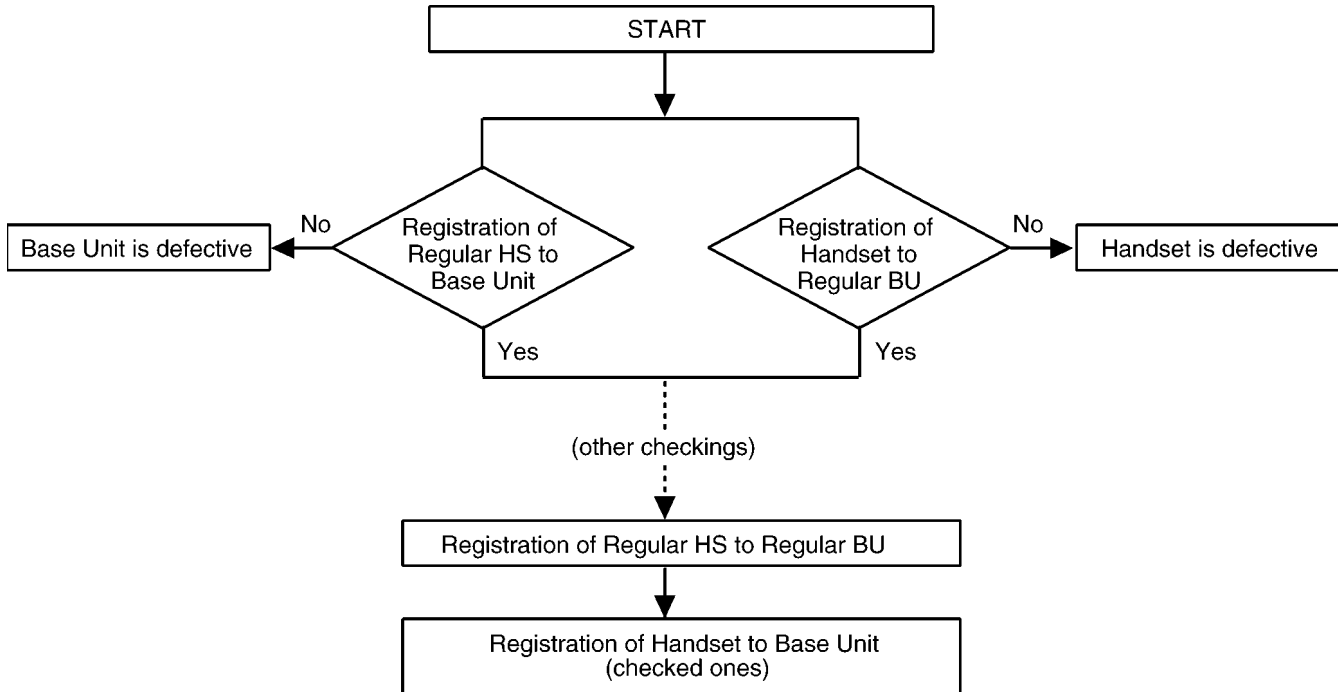 START
No
Registration of
Regular HS to
Base Unit
Registration of
Handset to
Regular BU
No
Base Unit is defective
Handset is defective
Yes
Yes
(other checkings)
Registration of Regular HS to Regular BU
Registration of Handset to Base Unit
(checked ones)